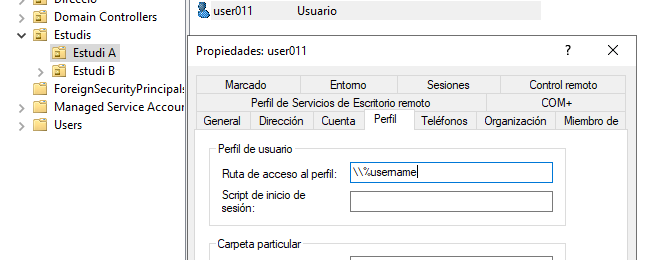 Direcció
Domain Controllers
Estudis
Estudi A
Estudi B
ForeignSecurityPrincipals
Managed Service Accour
Users
user011 Usuario
Propiedades: user011 ? ×
Marcado Entorno Sesiones Control remoto
Perfil de Servicios de Escritorio remoto COM+
General Dirección Cuenta Perfil Teléfonos Organización Miembro de
Perfil de usuario
Ruta de acceso al perfil: \\%username
Script de inicio de
sesión:
Carpeta particular